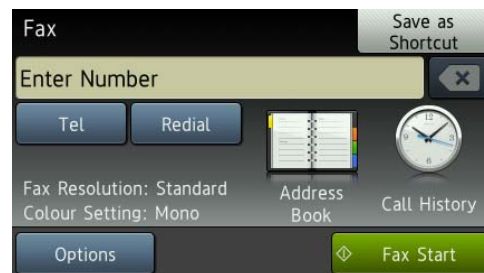 Fax
Save as
Shortcut
Enter Number
Tel
Redial
Fax Resolution: Standard
Colour Setting: Mono
Address
Book
Call History
Options
Fax Start